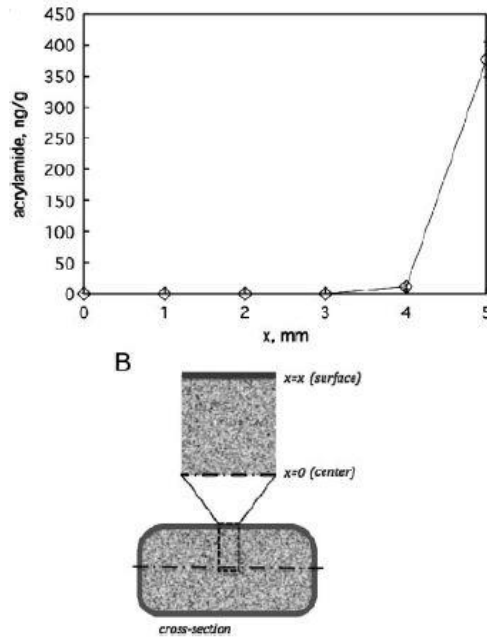 acrylamide, ng/g
450
400
350
300
250
200
150
100
50
0
0 1 2 3 4 5
x, mm
B
x=x (surface)
x=0 (center)
cross-section